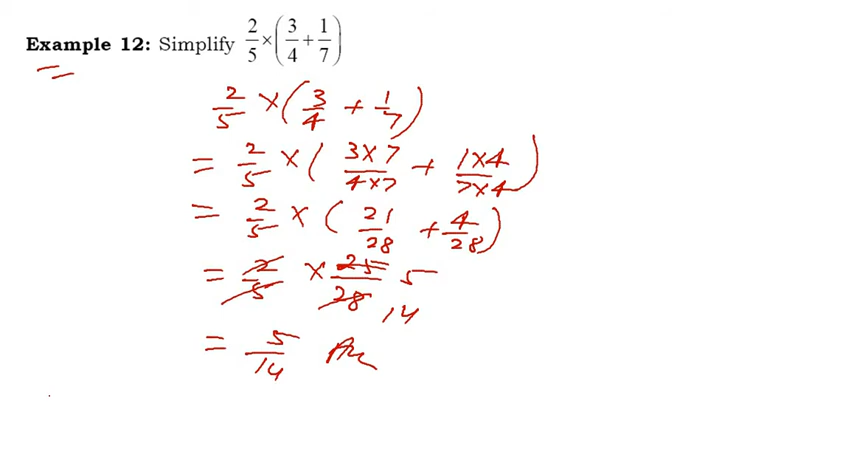 Example 12: Simplify 2/5 × (3/4 + 1/7)
2/5 × (3/4 + 1/7)
= 2/5 × (3×7/4×7 + 1×4/7×4)
= 2/5 × (21/28 + 4/28)
= 2/5 × 25/28 5 14
= 5/14 Ans